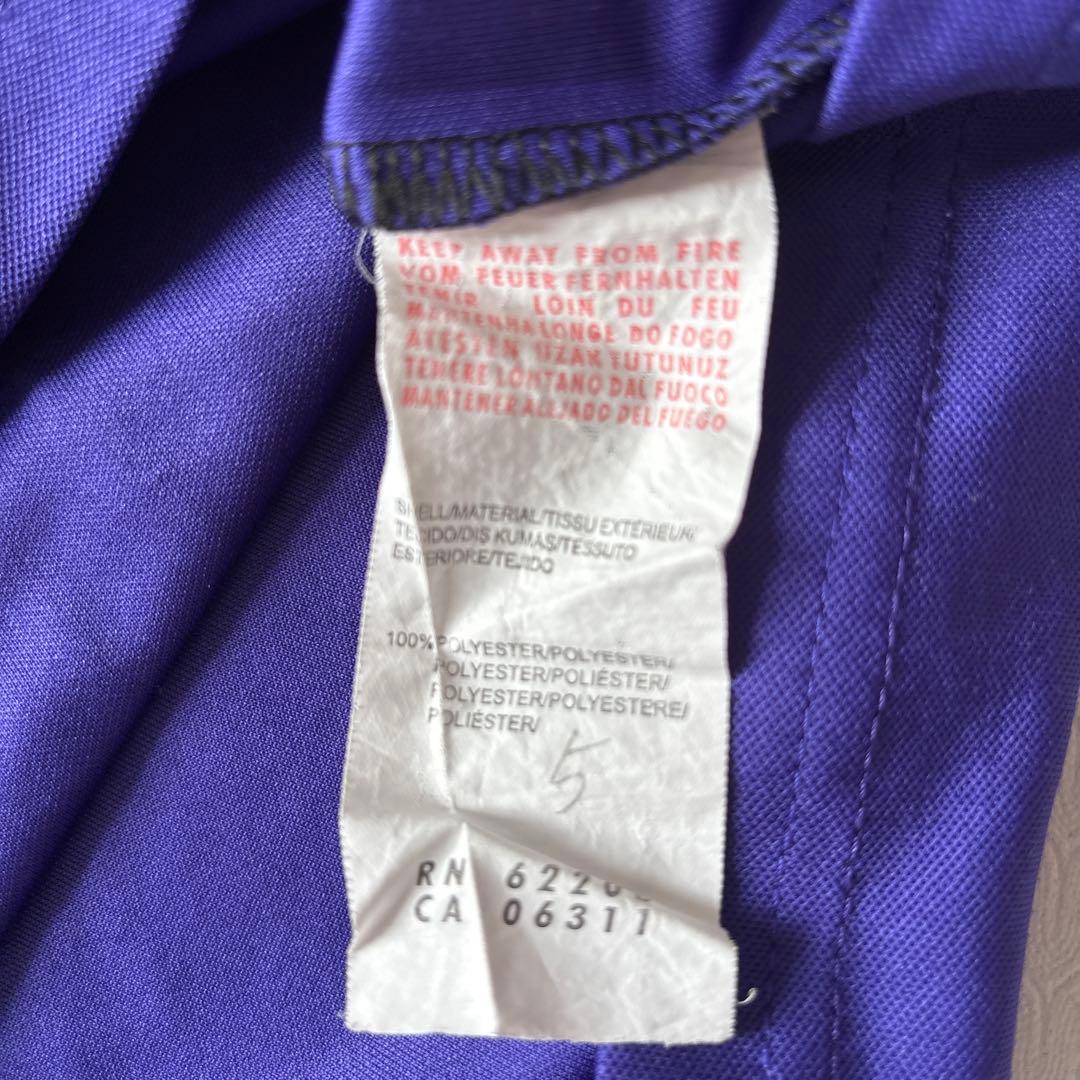 KEEP AWAY FROM FIRE
VOM FEUER FERNHALTEN
TENIR LOIN DU FEU
MANTENHA LONGE DO FOGO
ATEŞTEN UZAK TUTUNUZ
TENERE LONTANO DAL FUOCO
MANTENER ALEJADO DEL FUEGO
SHELL/MATERIAL/TISSU EXTÉRIEUR/
TECIDO/DIS KUMAS/TESSUTO
ESTERIORE/TEJIDO
100% POLYESTER/POLYESTER/
POLYESTER/POLIÉSTER/
POLYESTER/POLYESTERE/
POLIÉSTER/
5
RN
CA 06311